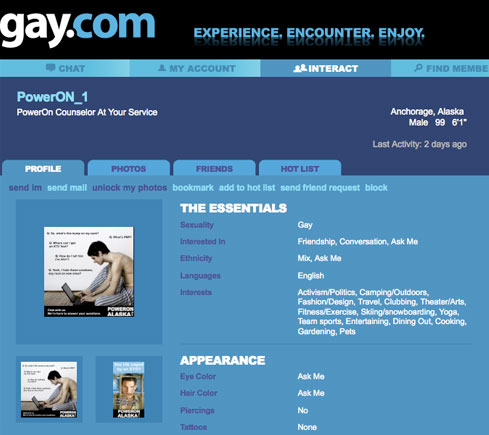 gay.com
EXPERIENCE. ENCOUNTER. ENJOY.
CHAT MY ACCOUNT INTERACT FIND MEMBE
PowerON_1
PowerOn Counselor At Your Service
Anchorage, Alaska
Male 99 6'1"
Last Activity: 2 days ago
PROFILE PHOTOS FRIENDS HOT LIST
send im send mail unlock my photos bookmark add to hot list send friend request block
THE ESSENTIALS
Sexuality Gay
Interested In Friendship, Conversation, Ask Me
Ethnicity Mix, Ask Me
Languages English
Interests Activism/Politics, Camping/Outdoors,
Fashion/Design, Travel, Clubbing, Theater/Arts,
Fitness/Exercise, Skiing/snowboarding, Yoga,
Team sports, Entertaining, Dining Out, Cooking,
Gardening, Pets
POWERON
ALASKA
APPEARANCE
Eye Color Ask Me
Hair Color Ask Me
Piercings No
Tattoos None
POWERON
ALASKA
POWERON
ALASKA